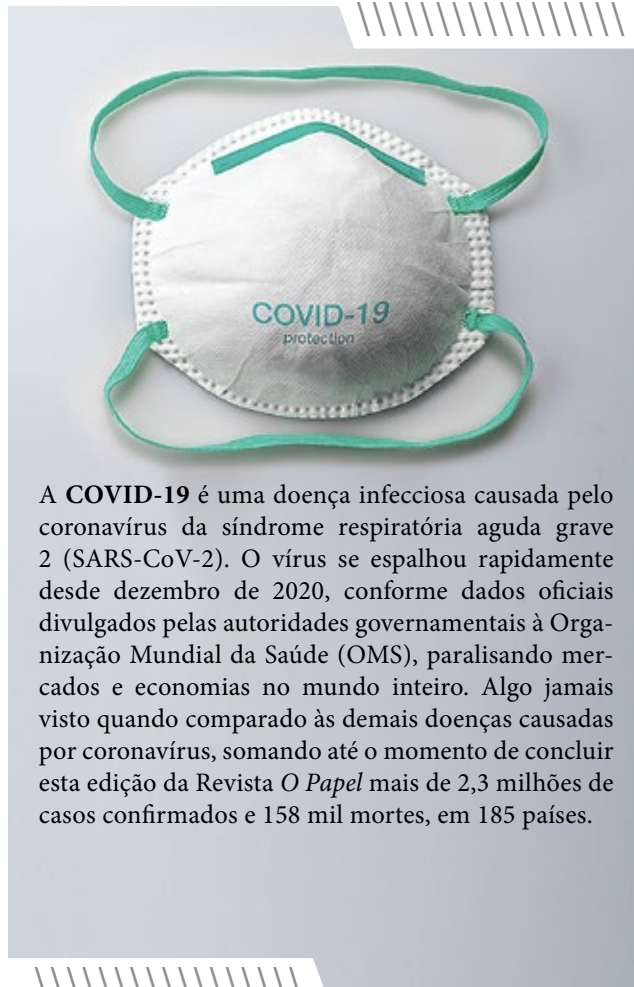 COVID-19
protection
A COVID-19 é uma doença infecciosa causada pelo
coronavírus da síndrome respiratória aguda grave
2 (SARS-CoV-2). O vírus se espalhou rapidamente
desde dezembro de 2020, conforme dados oficiais
divulgados pelas autoridades governamentais à Orga-
nização Mundial da Saúde (OMS), paralisando mer-
cados e economias no mundo inteiro. Algo jamais
visto quando comparado às demais doenças causadas
por coronavírus, somando até o momento de concluir
esta edição da Revista O Papel mais de 2,3 milhões de
casos confirmados e 158 mil mortes, em 185 países.